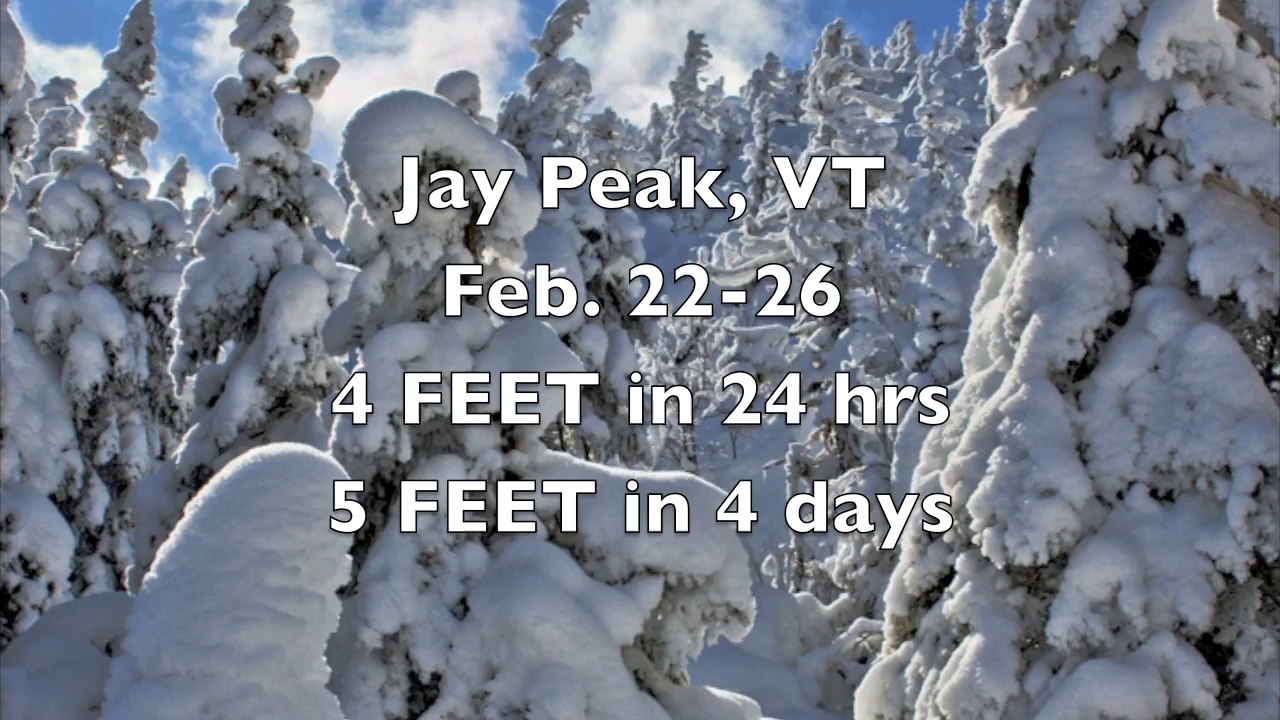 Jay Peak, VT
Feb. 22-26
4 FEET in 24 hrs
5 FEET in 4 days